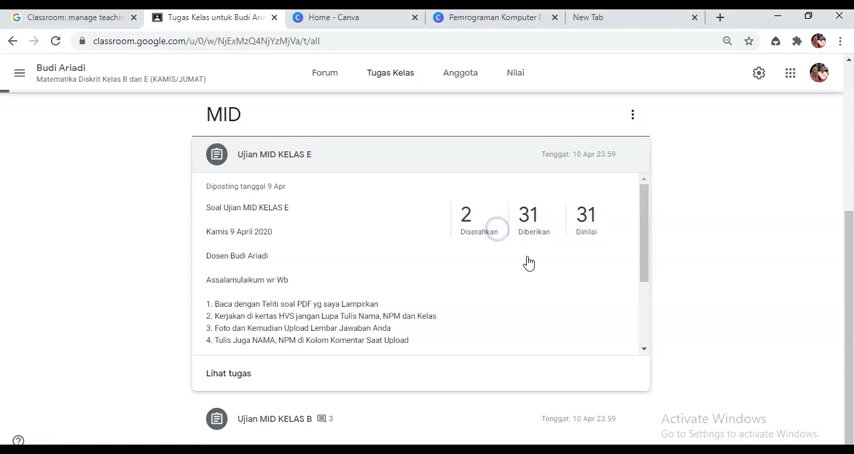 Classroom: manage teachin
Tugas Kelas untuk Budi Aria
Home - Canva
Pemrograman Komputer I
New Tab
classroom.google.com/u/0/w/NjExMzQ4NjYzMjVa/t/all
Budi Ariadi
Matematika Diskrit Kelas B dan E (KAMIS/JUMAT)
Forum
Tugas Kelas
Anggota
Nilai
MID
Ujian MID KELAS E
Tenggat: 10 Apr 23.59
Diposting tanggal 9 Apr
Soal Ujian MID KELAS E
2
31
31
Diserahkan
Diberikan
Dinilai
Kamis 9 April 2020
Dosen Budi Ariadi
Assalamulaikum wr Wb
1. Baca dengan Teliti soal PDF yg saya Lampirkan
2. Kerjakan di kertas HVS jangan Lupa Tulis Nama, NPM dan Kelas
3. Foto dan Kemudian Upload Lembar Jawaban Anda
4. Tulis Juga NAMA, NPM di Kolom Komentar Saat Upload
Lihat tugas
Ujian MID KELAS B
3
Tenggat: 10 Apr 23.59
Activate Windows
Go to Settings to activate Windows.